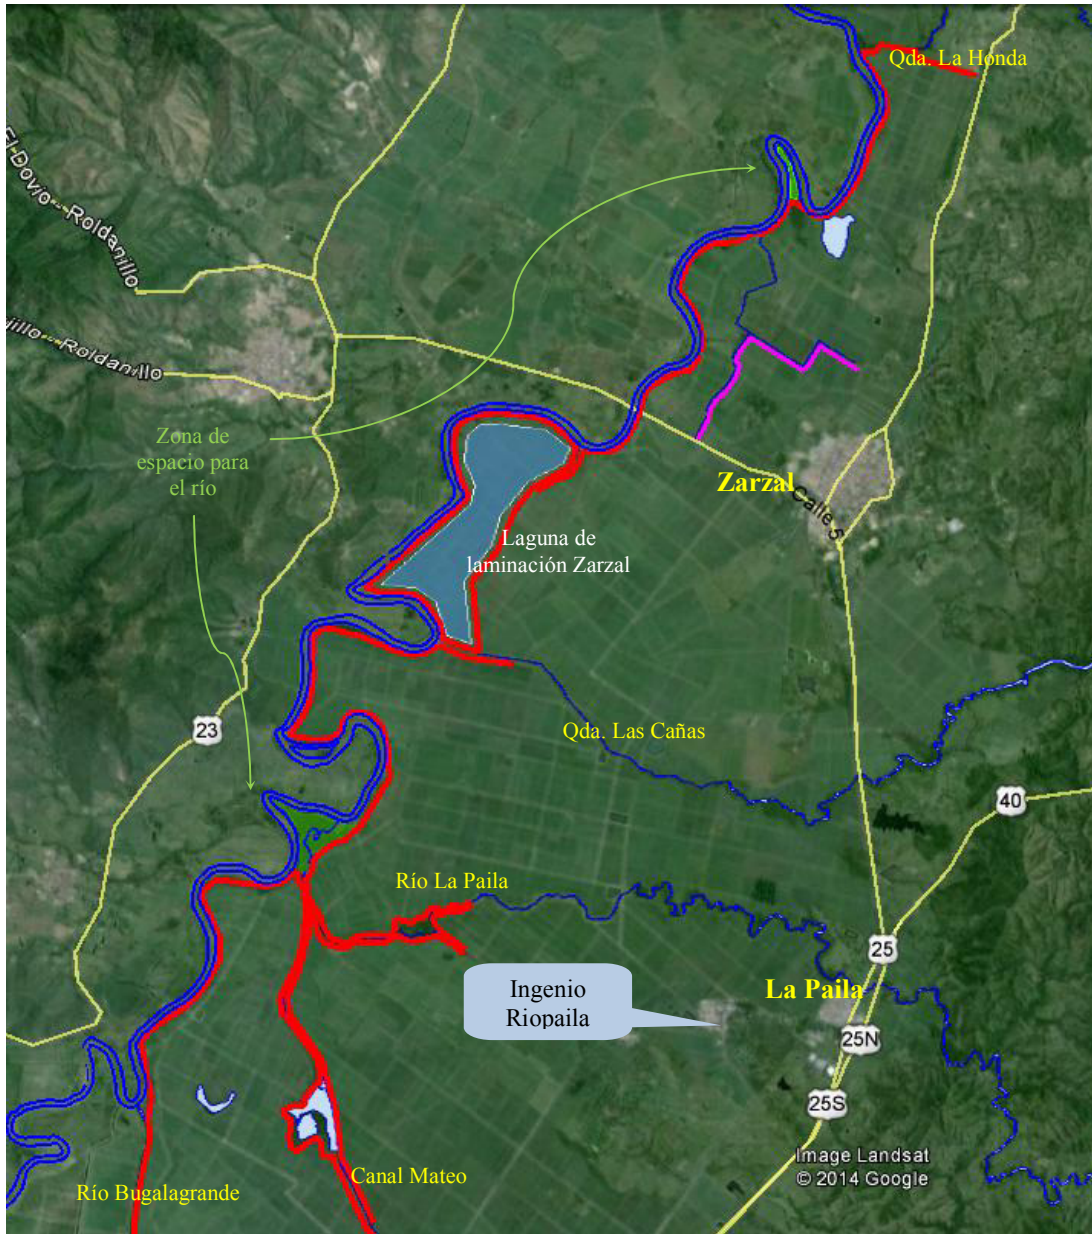 Qda. La Honda
El Dovio - Roldanillo
illo - Roldanillo
Zona de
espacio para
el río
Zarzal
Calle 5
Laguna de
laminación Zarzal
23
Qda. Las Cañas
40
Río La Paila
25
Ingenio
Riopaila
La Paila
25N
25S
Image Landsat
© 2014 Google
Canal Mateo
Río Bugalagrande